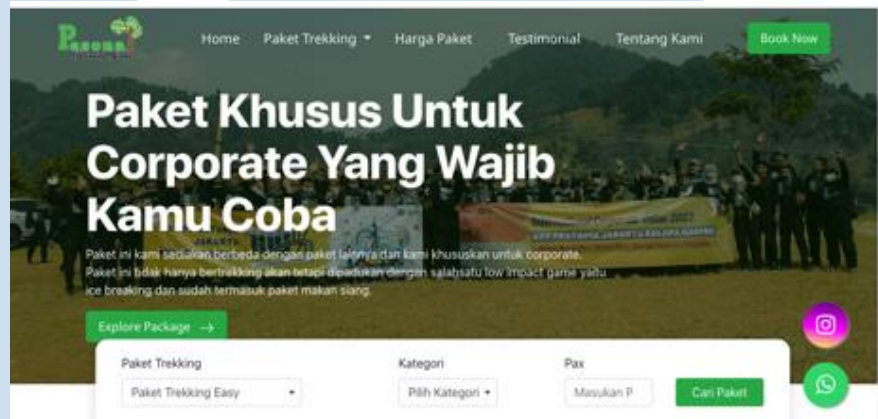 Pesona
Home Paket Trekking Harga Paket Testimonial Tentang Kami Book Now
Paket Khusus Untuk
Corporate Yang Wajib
Kamu Coba
JAKARTA
Paket ini kami sediakan berbeda dengan paket lainnya dan kami khususkan untuk corporate.
Paket ini tidak hanya bertrekking akan tetapi dipadukan dengan salahsatu low impact game yaitu
ice breaking dan sudah termasuk paket makan siang.
Explore Package →
Paket Trekking Kategori Pax
Paket Trekking Easy Pilih Kategori Masukan P Cari Paket